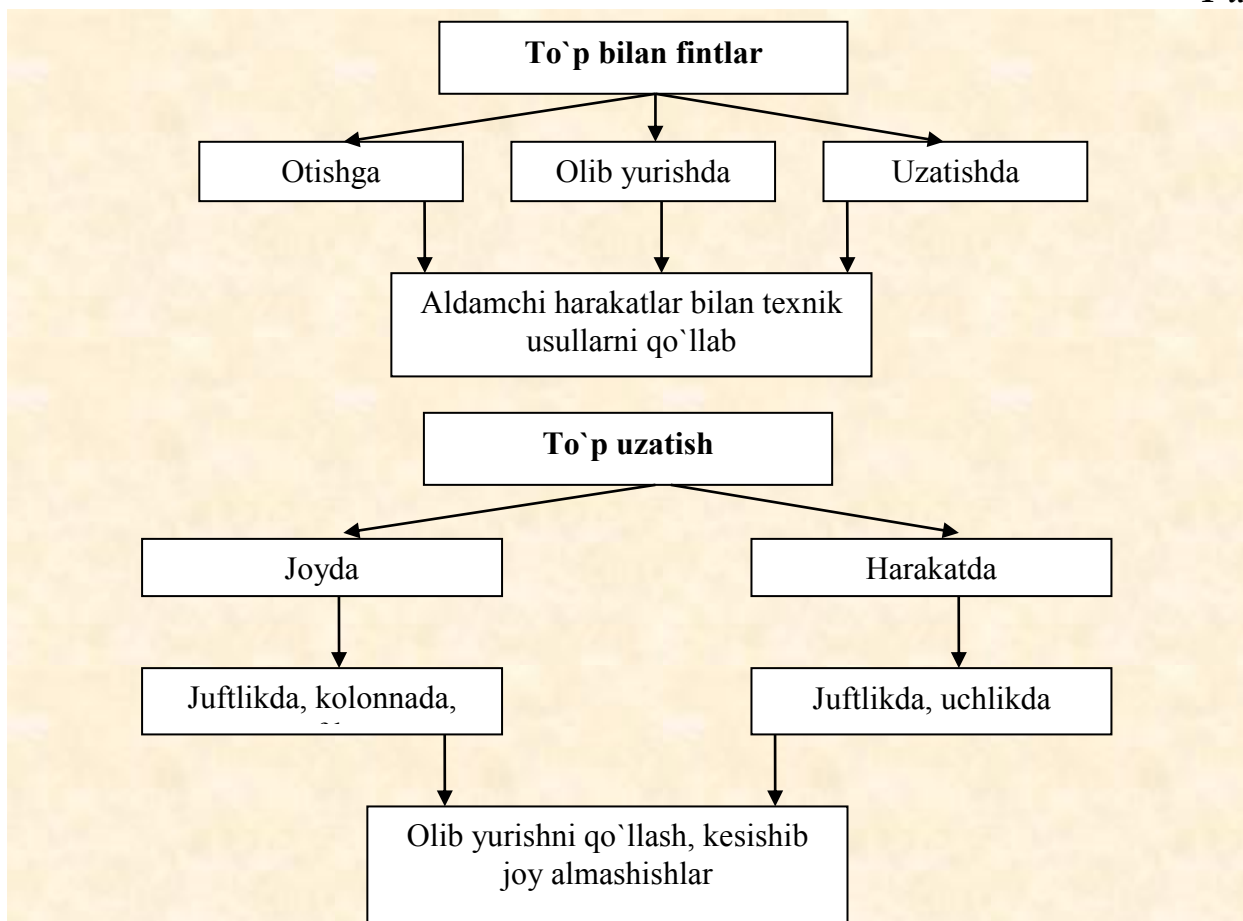 To`p bilan fintlar
Otishga
Olib yurishda
Uzatishda
Aldamchi harakatlar bilan texnik
usullarni qo`llab
To`p uzatish
Joyda
Harakatda
Juftlikda, kolonnada,
Juftlikda, uchlikda
Olib yurishni qo`llash, kesishib
joy almashishlar